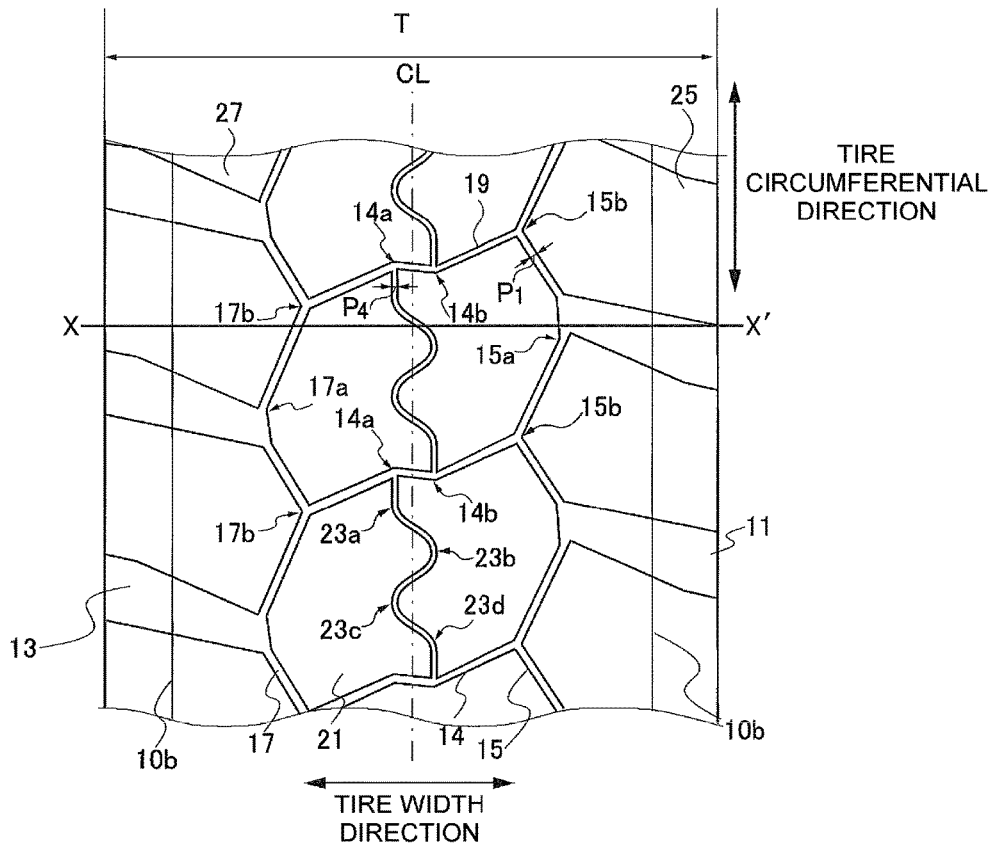 T
CL
27
25
TIRE
CIRCUMFERENTIAL
DIRECTION
14a
19
15b
P4
P1
17b
14b
X
X′
15a
17a
14a
15b
17b
14b
23a
23b
11
23c
23d
13
10b
17
21
14
15
10b
TIRE WIDTH
DIRECTION